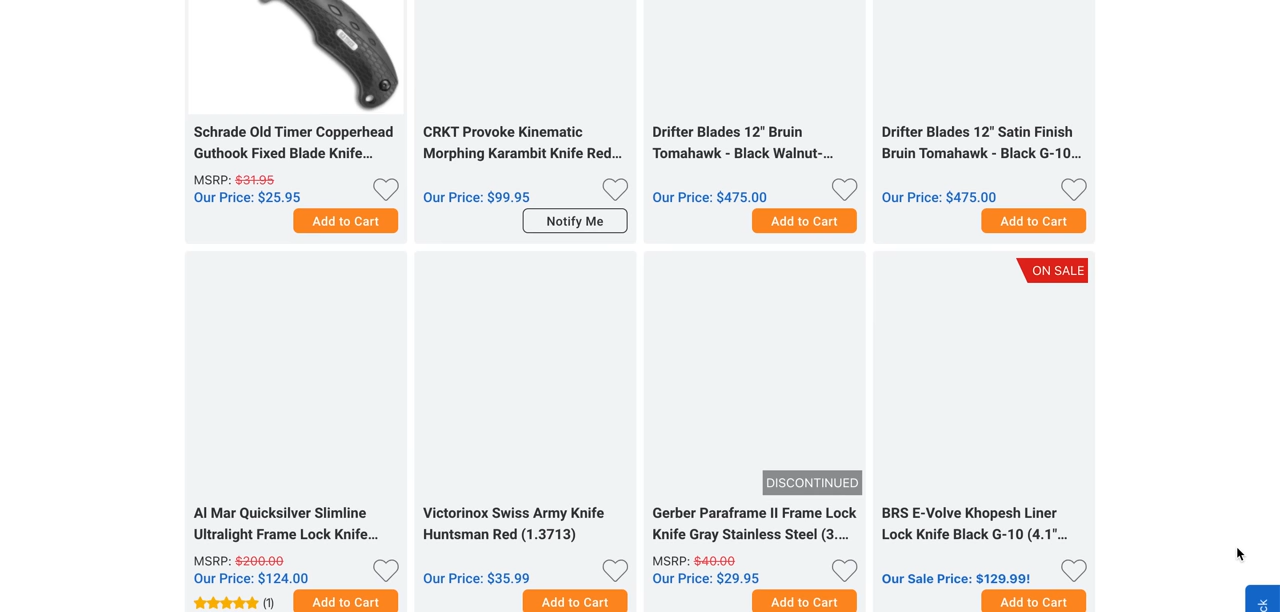 Schrade Old Timer Copperhead
Guthook Fixed Blade Knife…
MSRP: $31.95
Our Price: $25.95
Add to Cart
CRKT Provoke Kinematic
Morphing Karambit Knife Red…
Our Price: $99.95
Notify Me
Drifter Blades 12" Bruin
Tomahawk - Black Walnut-…
Our Price: $475.00
Add to Cart
Drifter Blades 12" Satin Finish
Bruin Tomahawk - Black G-10…
Our Price: $475.00
Add to Cart
Al Mar Quicksilver Slimline
Ultralight Frame Lock Knife…
MSRP: $200.00
Our Price: $124.00
(1)
Add to Cart
Victorinox Swiss Army Knife
Huntsman Red (1.3713)
Our Price: $35.99
Add to Cart
DISCONTINUED
Gerber Paraframe II Frame Lock
Knife Gray Stainless Steel (3.…
MSRP: $40.00
Our Price: $29.95
Add to Cart
ON SALE
BRS E-Volve Khopesh Liner
Lock Knife Black G-10 (4.1"…
Our Sale Price: $129.99!
Add to Cart